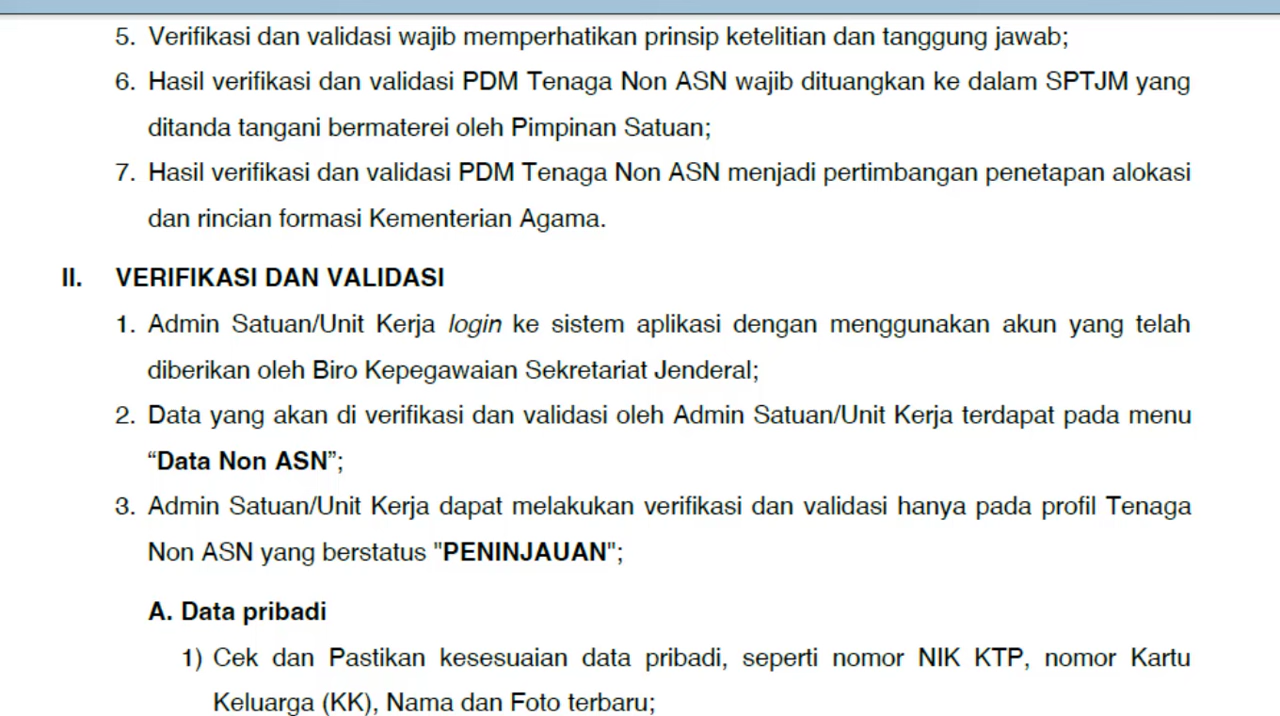 5. Verifikasi dan validasi wajib memperhatikan prinsip ketelitian dan tanggung jawab;
6. Hasil verifikasi dan validasi PDM Tenaga Non ASN wajib dituangkan ke dalam SPTJM yang
ditanda tangani bermaterei oleh Pimpinan Satuan;
7. Hasil verifikasi dan validasi PDM Tenaga Non ASN menjadi pertimbangan penetapan alokasi
dan rincian formasi Kementerian Agama.
II. VERIFIKASI DAN VALIDASI
1. Admin Satuan/Unit Kerja login ke sistem aplikasi dengan menggunakan akun yang telah
diberikan oleh Biro Kepegawaian Sekretariat Jenderal;
2. Data yang akan di verifikasi dan validasi oleh Admin Satuan/Unit Kerja terdapat pada menu
“Data Non ASN”;
3. Admin Satuan/Unit Kerja dapat melakukan verifikasi dan validasi hanya pada profil Tenaga
Non ASN yang berstatus "PENINJAUAN";
A. Data pribadi
1) Cek dan Pastikan kesesuaian data pribadi, seperti nomor NIK KTP, nomor Kartu
Keluarga (KK), Nama dan Foto terbaru;